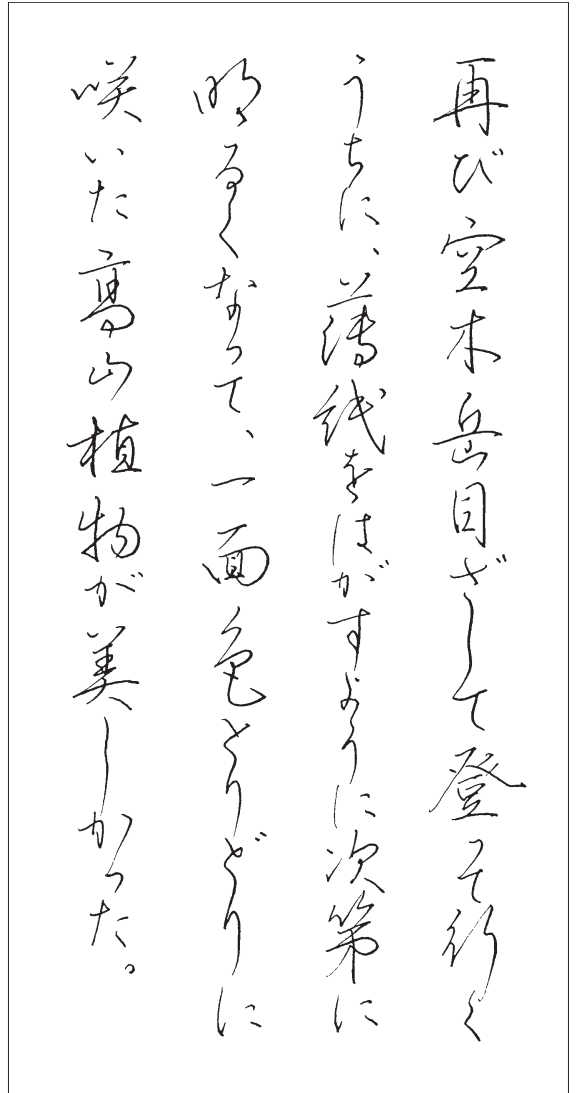 再び空木岳目ざして登って行く
うちに、薄紙をはがすように次第に
明るくなって、一面色とりどりに
咲いた高山植物が美しかった。